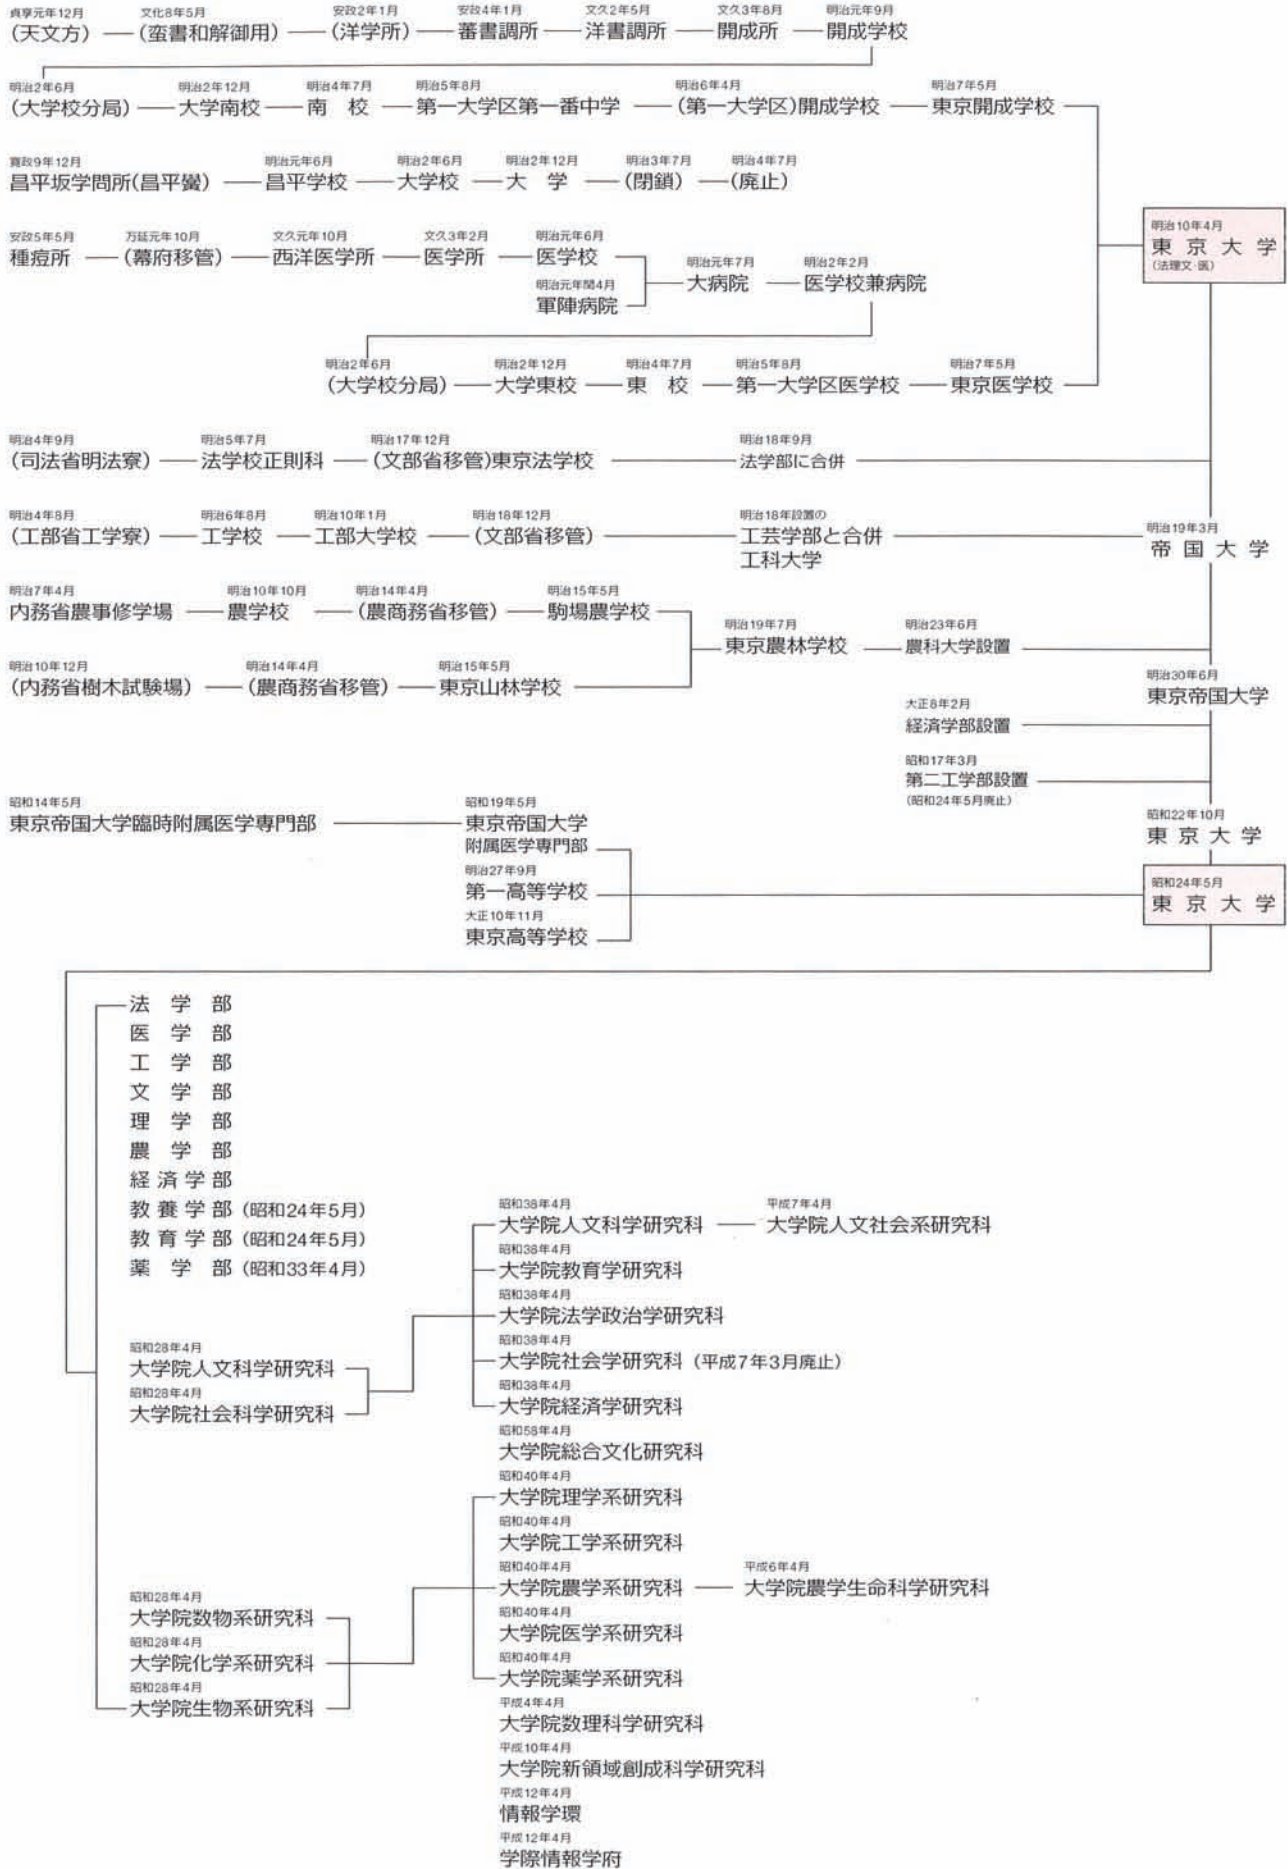 貞享元年12月 文化8年5月 安政2年1月 安政4年1月 文久2年5月 文久3年8月 明治元年9月
(天文方) (蛮書和解御用) (洋学所) 蕃書調所 洋書調所 開成所 開成学校
明治2年6月 明治2年12月 明治4年7月 明治5年8月 明治6年4月 明治7年5月
(大学校分局) 大学南校 南 校 第一大学区第一番中学 (第一大学区)開成学校 東京開成学校
寛政9年12月 明治元年6月 明治2年6月 明治2年12月 明治3年7月 明治4年7月
昌平坂学問所(昌平黌) 昌平学校 大学校 大 学 (閉鎖) (廃止)
明治10年4月
東 京 大 学
(法理文・医)
安政5年5月 万延元年10月 文久元年10月 文久3年2月 明治元年6月
種痘所 (幕府移管) 西洋医学所 医学所 医学校
明治元年閏4月
軍陣病院
明治元年7月 明治2年2月
大病院 医学校兼病院
明治2年6月 明治2年12月 明治4年7月 明治5年8月 明治7年5月
(大学校分局) 大学東校 東 校 第一大学区医学校 東京医学校
明治4年9月 明治5年7月 明治17年12月 明治18年9月
(司法省明法寮) 法学校正則科 (文部省移管)東京法学校 法学部に合併
明治4年8月 明治6年8月 明治10年1月 明治18年12月 明治18年設置の
(工部省工学寮) 工学校 工部大学校 (文部省移管) 工芸学部と合併
工科大学
明治19年3月
帝 国 大 学
明治7年4月 明治10年10月 明治14年4月 明治15年5月
内務省農事修学場 農学校 (農商務省移管) 駒場農学校
明治19年7月 明治23年6月
東京農林学校 農科大学設置
明治10年12月 明治14年4月 明治15年5月
(内務省樹木試験場) (農商務省移管) 東京山林学校
明治30年6月
東京帝国大学
大正8年2月
経済学部設置
昭和17年3月
第二工学部設置
(昭和24年5月廃止)
昭和14年5月 昭和19年5月
東京帝国大学臨時附属医学専門部 東京帝国大学
附属医学専門部
昭和22年10月
東 京 大 学
明治27年9月
第一高等学校
大正10年11月
東京高等学校
昭和24年5月
東 京 大 学
法 学 部
医 学 部
工 学 部
文 学 部
理 学 部
農 学 部
経 済 学 部
教 養 学 部 (昭和24年5月)
教 育 学 部 (昭和24年5月)
薬 学 部 (昭和33年4月)
昭和28年4月
大学院人文科学研究科
昭和28年4月
大学院社会科学研究科
昭和38年4月 平成7年4月
大学院人文科学研究科 大学院人文社会系研究科
昭和38年4月
大学院教育学研究科
昭和38年4月
大学院法学政治学研究科
昭和38年4月
大学院社会学研究科 (平成7年3月廃止)
昭和38年4月
大学院経済学研究科
昭和58年4月
大学院総合文化研究科
昭和28年4月
大学院数物系研究科
昭和28年4月
大学院化学系研究科
昭和28年4月
大学院生物系研究科
昭和40年4月
大学院理学系研究科
昭和40年4月
大学院工学系研究科
昭和40年4月 平成6年4月
大学院農学系研究科 大学院農学生命科学研究科
昭和40年4月
大学院医学系研究科
昭和40年4月
大学院薬学系研究科
平成4年4月
大学院数理科学研究科
平成10年4月
大学院新領域創成科学研究科
平成12年4月
情報学環
平成12年4月
学際情報学府